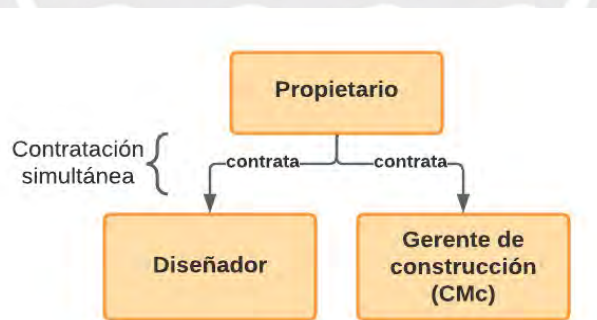 Propietario
Contratación
simultánea
contrata
contrata
Diseñador
Gerente de
construcción
(CMc)